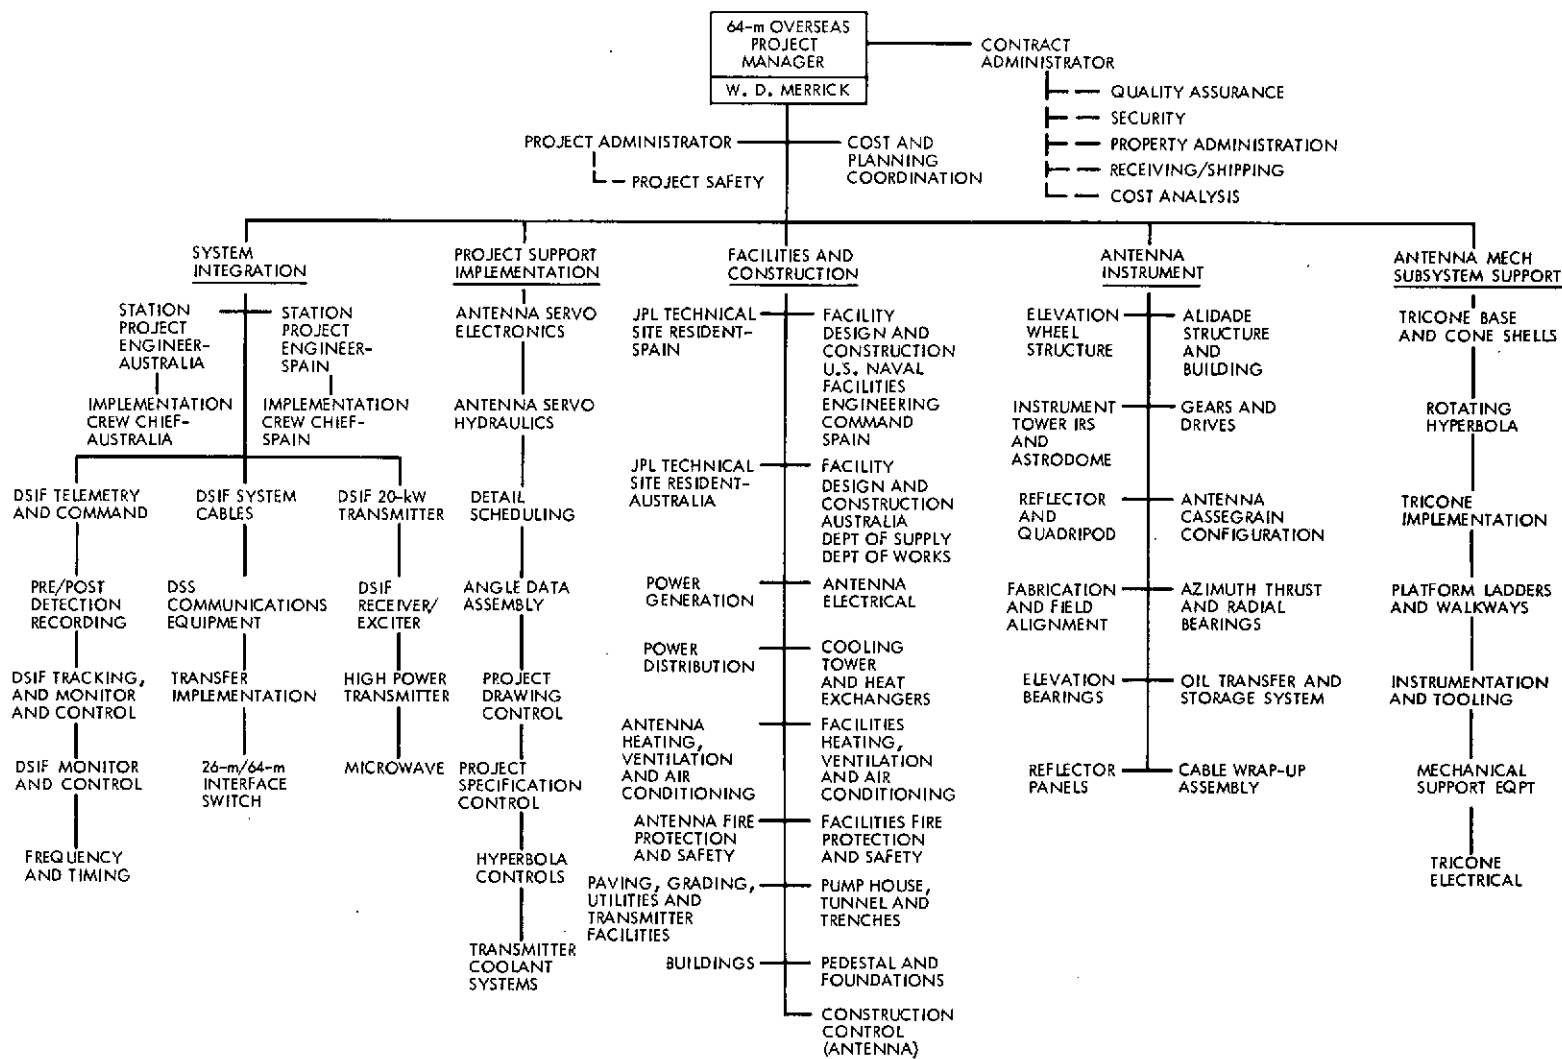 64-m OVERSEAS
PROJECT
MANAGER
W. D. MERRICK
CONTRACT
ADMINISTRATOR
QUALITY ASSURANCE
SECURITY
PROPERTY ADMINISTRATION
RECEIVING/SHIPPING
COST ANALYSIS
PROJECT ADMINISTRATOR
PROJECT SAFETY
COST AND
PLANNING
COORDINATION
SYSTEM
INTEGRATION
STATION
PROJECT
ENGINEER-
AUSTRALIA
STATION
PROJECT
ENGINEER-
SPAIN
IMPLEMENTATION
CREW CHIEF-
AUSTRALIA
IMPLEMENTATION
CREW CHIEF-
SPAIN
DSIF TELEMETRY
AND COMMAND
PRE/POST
DETECTION
RECORDING
DSIF TRACKING,
AND MONITOR
AND CONTROL
DSIF MONITOR
AND CONTROL
FREQUENCY
AND TIMING
DSIF SYSTEM
CABLES
DSS
COMMUNICATIONS
EQUIPMENT
TRANSFER
IMPLEMENTATION
26-m/64-m
INTERFACE
SWITCH
DSIF 20-kW
TRANSMITTER
DSIF
RECEIVER/
EXCITER
HIGH POWER
TRANSMITTER
MICROWAVE
PROJECT SUPPORT
IMPLEMENTATION
ANTENNA SERVO
ELECTRONICS
ANTENNA SERVO
HYDRAULICS
DETAIL
SCHEDULING
ANGLE DATA
ASSEMBLY
PROJECT
DRAWING
CONTROL
PROJECT
SPECIFICATION
CONTROL
HYPERBOLA
CONTROLS
TRANSMITTER
COOLANT
SYSTEMS
FACILITIES AND
CONSTRUCTION
JPL TECHNICAL
SITE RESIDENT-
SPAIN
FACILITY
DESIGN AND
CONSTRUCTION
U.S. NAVAL
FACILITIES
ENGINEERING
COMMAND
SPAIN
JPL TECHNICAL
SITE RESIDENT-
AUSTRALIA
FACILITY
DESIGN AND
CONSTRUCTION
AUSTRALIA
DEPT OF SUPPLY
DEPT OF WORKS
POWER
GENERATION
ANTENNA
ELECTRICAL
POWER
DISTRIBUTION
COOLING
TOWER
AND HEAT
EXCHANGERS
ANTENNA
HEATING,
VENTILATION
AND AIR
CONDITIONING
FACILITIES
HEATING,
VENTILATION
AND AIR
CONDITIONING
ANTENNA FIRE
PROTECTION
AND SAFETY
FACILITIES FIRE
PROTECTION
AND SAFETY
PAVING, GRADING,
UTILITIES AND
TRANSMITTER
FACILITIES
PUMP HOUSE,
TUNNEL AND
TRENCHES
BUILDINGS
PEDESTAL AND
FOUNDATIONS
CONSTRUCTION
CONTROL
(ANTENNA)
ANTENNA
INSTRUMENT
ELEVATION
WHEEL
STRUCTURE
ALIDADE
STRUCTURE
AND
BUILDING
INSTRUMENT
TOWER IRS
AND
ASTRODOME
GEARS AND
DRIVES
REFLECTOR
AND
QUADRIPOD
ANTENNA
CASSEGRAIN
CONFIGURATION
FABRICATION
AND FIELD
ALIGNMENT
AZIMUTH THRUST
AND RADIAL
BEARINGS
ELEVATION
BEARINGS
OIL TRANSFER AND
STORAGE SYSTEM
REFLECTOR
PANELS
CABLE WRAP-UP
ASSEMBLY
ANTENNA MECH
SUBSYSTEM SUPPORT
TRICONE BASE
AND CONE SHELLS
ROTATING
HYPERBOLA
TRICONE
IMPLEMENTATION
PLATFORM LADDERS
AND WALKWAYS
INSTRUMENTATION
AND TOOLING
MECHANICAL
SUPPORT EQPT
TRICONE
ELECTRICAL